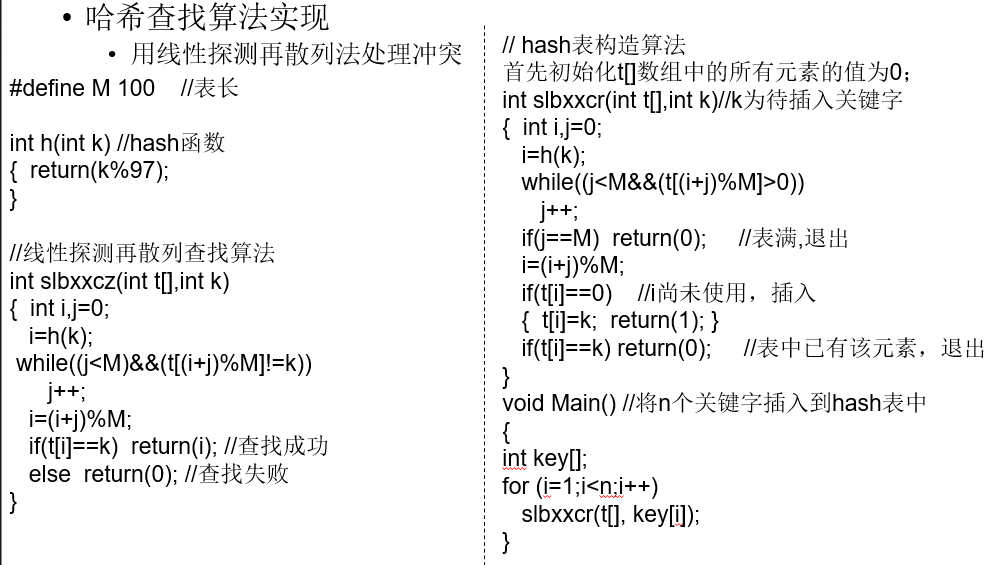 • 哈希查找算法实现
• 用线性探测再散列法处理冲突
#define M 100 //表长
int h(int k) //hash函数
{ return(k%97);
}
//线性探测再散列查找算法
int slbxxcz(int t[],int k)
{ int i,j=0;
i=h(k);
while((j<M)&&(t[(i+j)%M]!=k))
j++;
i=(i+j)%M;
if(t[i]==k) return(i); //查找成功
else return(0); //查找失败
}
// hash表构造算法
首先初始化t[]数组中的所有元素的值为0;
int slbxxcr(int t[],int k)//k为待插入关键字
{ int i,j=0;
i=h(k);
while((j<M&&(t[(i+j)%M]>0))
j++;
if(j==M) return(0); //表满,退出
i=(i+j)%M;
if(t[i]==0) //i尚未使用，插入
{ t[i]=k; return(1); }
if(t[i]==k) return(0); //表中已有该元素，退出
}
void Main() //将n个关键字插入到hash表中
{
int key[];
for (i=1;i<n;i++)
slbxxcr(t[], key[i]);
}